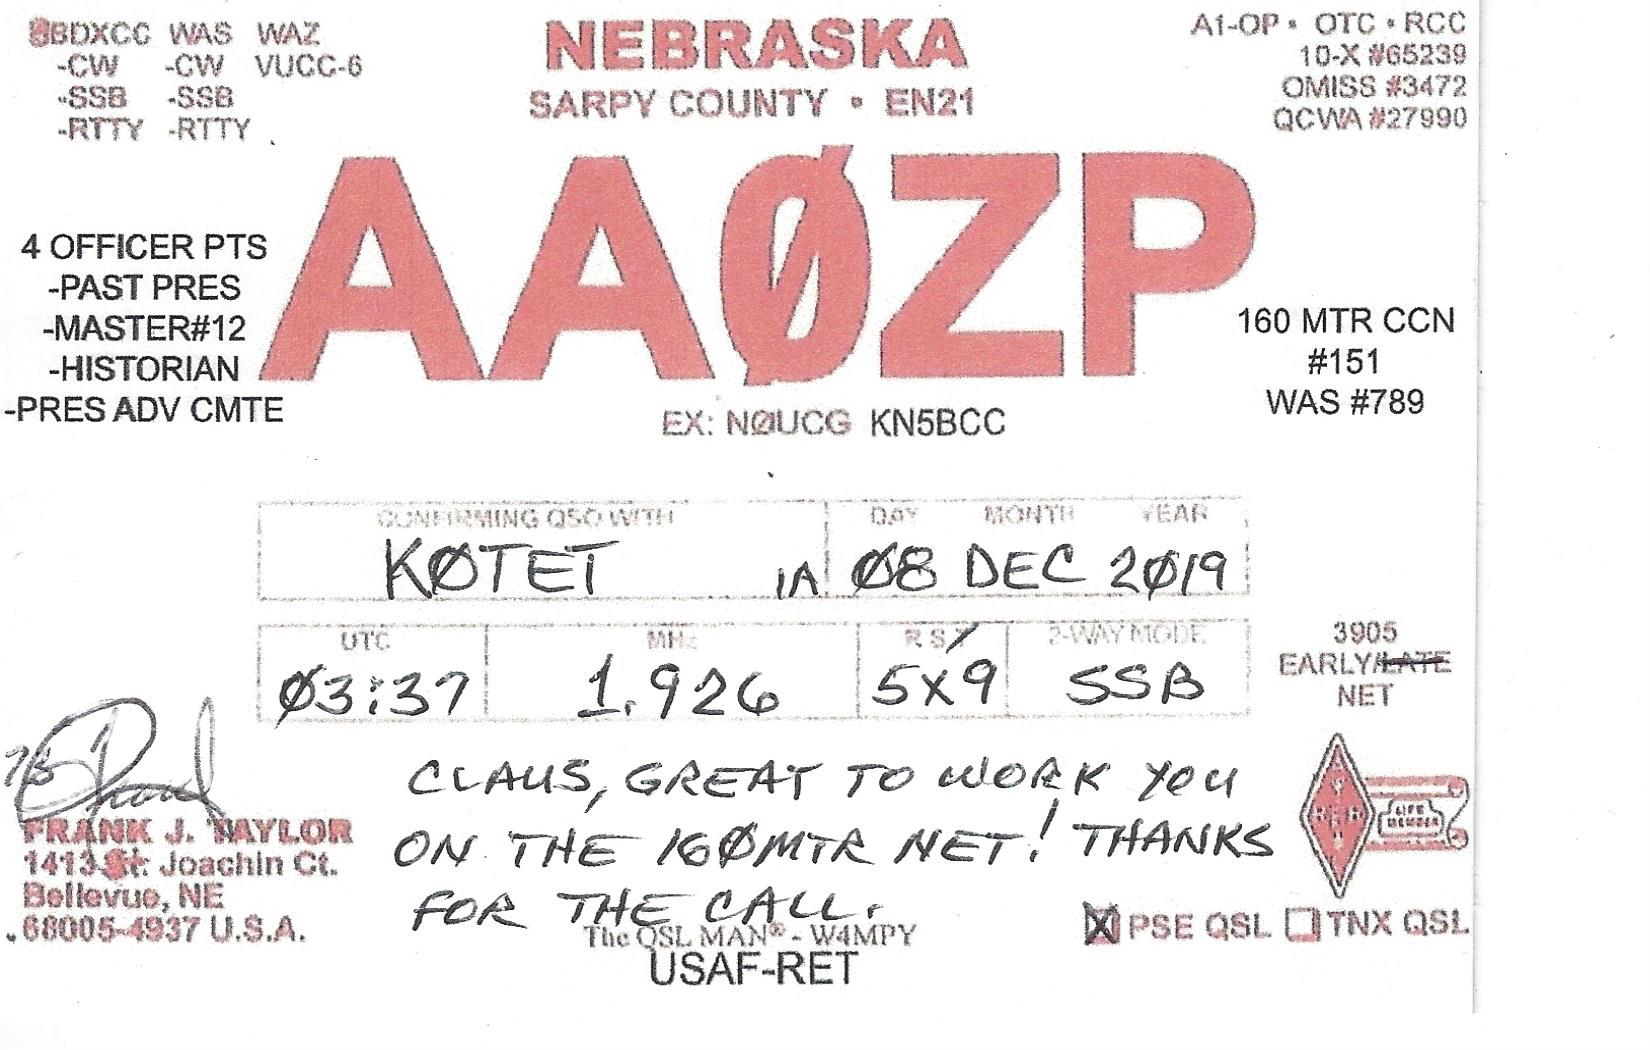 5BDXCC WAS WAZ
-CW -CW VUCC-6
-SSB -SSB
-RTTY -RTTY
NEBRASKA
SARPY COUNTY • EN21
A1-OP • OTC • RCC
10-X #65239
OMISS #3472
QCWA #27990
AAØZP
4 OFFICER PTS
-PAST PRES
-MASTER#12
-HISTORIAN
-PRES ADV CMTE
160 MTR CCN
#151
WAS #789
EX: NØUCG KN5BCC
CONFIRMING QSO WITH DAY MONTH YEAR
KØTET IA Ø8 DEC 2Ø19
UTC MHz R S T 2-WAY MODE
Ø3:37 1.926 5X9 SSB
3905
EARLY/LATE
NET
73
CLAUS, GREAT TO WORK YOU
ON THE 16ØMTR NET! THANKS
FOR THE CALL.
FRANK J. TAYLOR
1413 St. Joachin Ct.
Bellevue, NE
68005-4937 U.S.A.
LIFE
MEMBER
PSE QSL TNX QSL
The QSL MAN® - W4MPY
USAF-RET